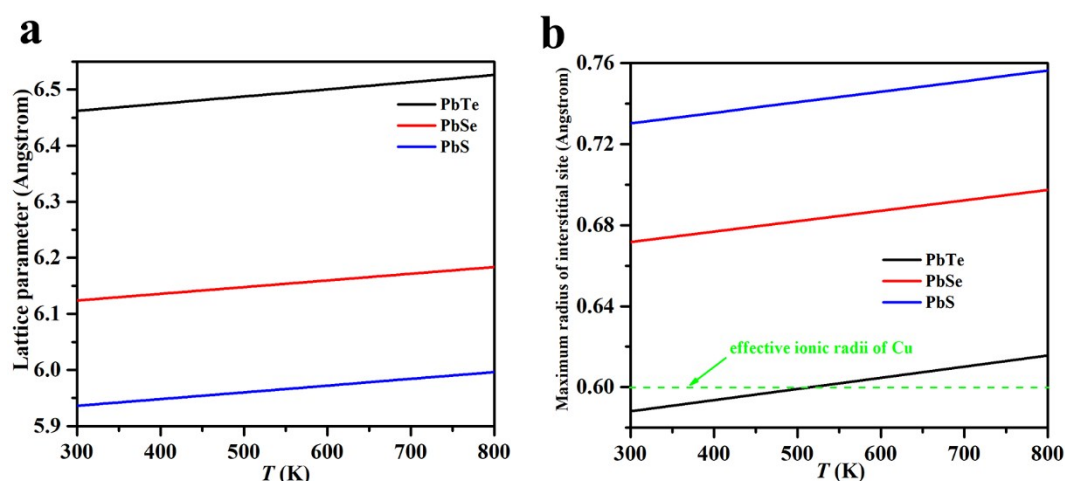 a
Lattice parameter (Angstrom)
6.5
6.4
6.3
6.2
6.1
6.0
5.9
PbTe
PbSe
PbS
300 400 500 600 700 800
T (K)
b
Maximum radius of interstitial site (Angstrom)
0.76
0.72
0.68
0.64
0.60
PbTe
PbSe
PbS
effective ionic radii of Cu
300 400 500 600 700 800
T (K)